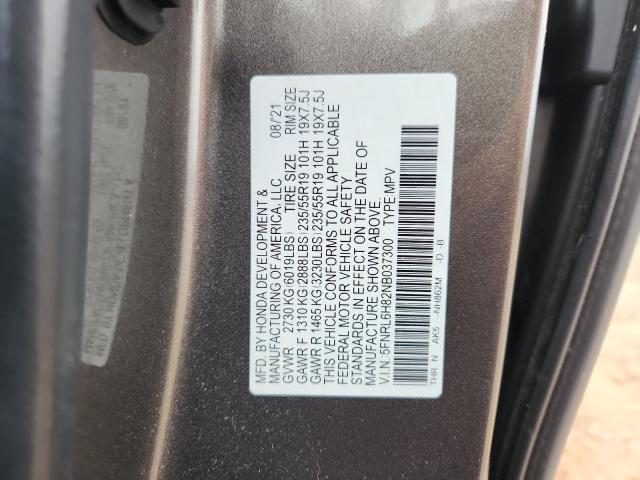 MFD. BY HONDA DEVELOPMENT &
MANUFACTURING OF AMERICA, LLC 08/21
GVWR 2730 KG(6019LBS) TIRE SIZE RIM SIZE
GAWR F 1310 KG(2888LBS)235/55R19 101H 19X7.5J
GAWR R 1465 KG(3230LBS)235/55R19 101H 19X7.5J
THIS VEHICLE CONFORMS TO ALL APPLICABLE
FEDERAL MOTOR VEHICLE SAFETY
STANDARDS IN EFFECT ON THE DATE OF
MANUFACTURE SHOWN ABOVE.
V.I.N.:5FNRL6H82NB037300 TYPE:MPV
THR N AK5 -NH862M -D -B